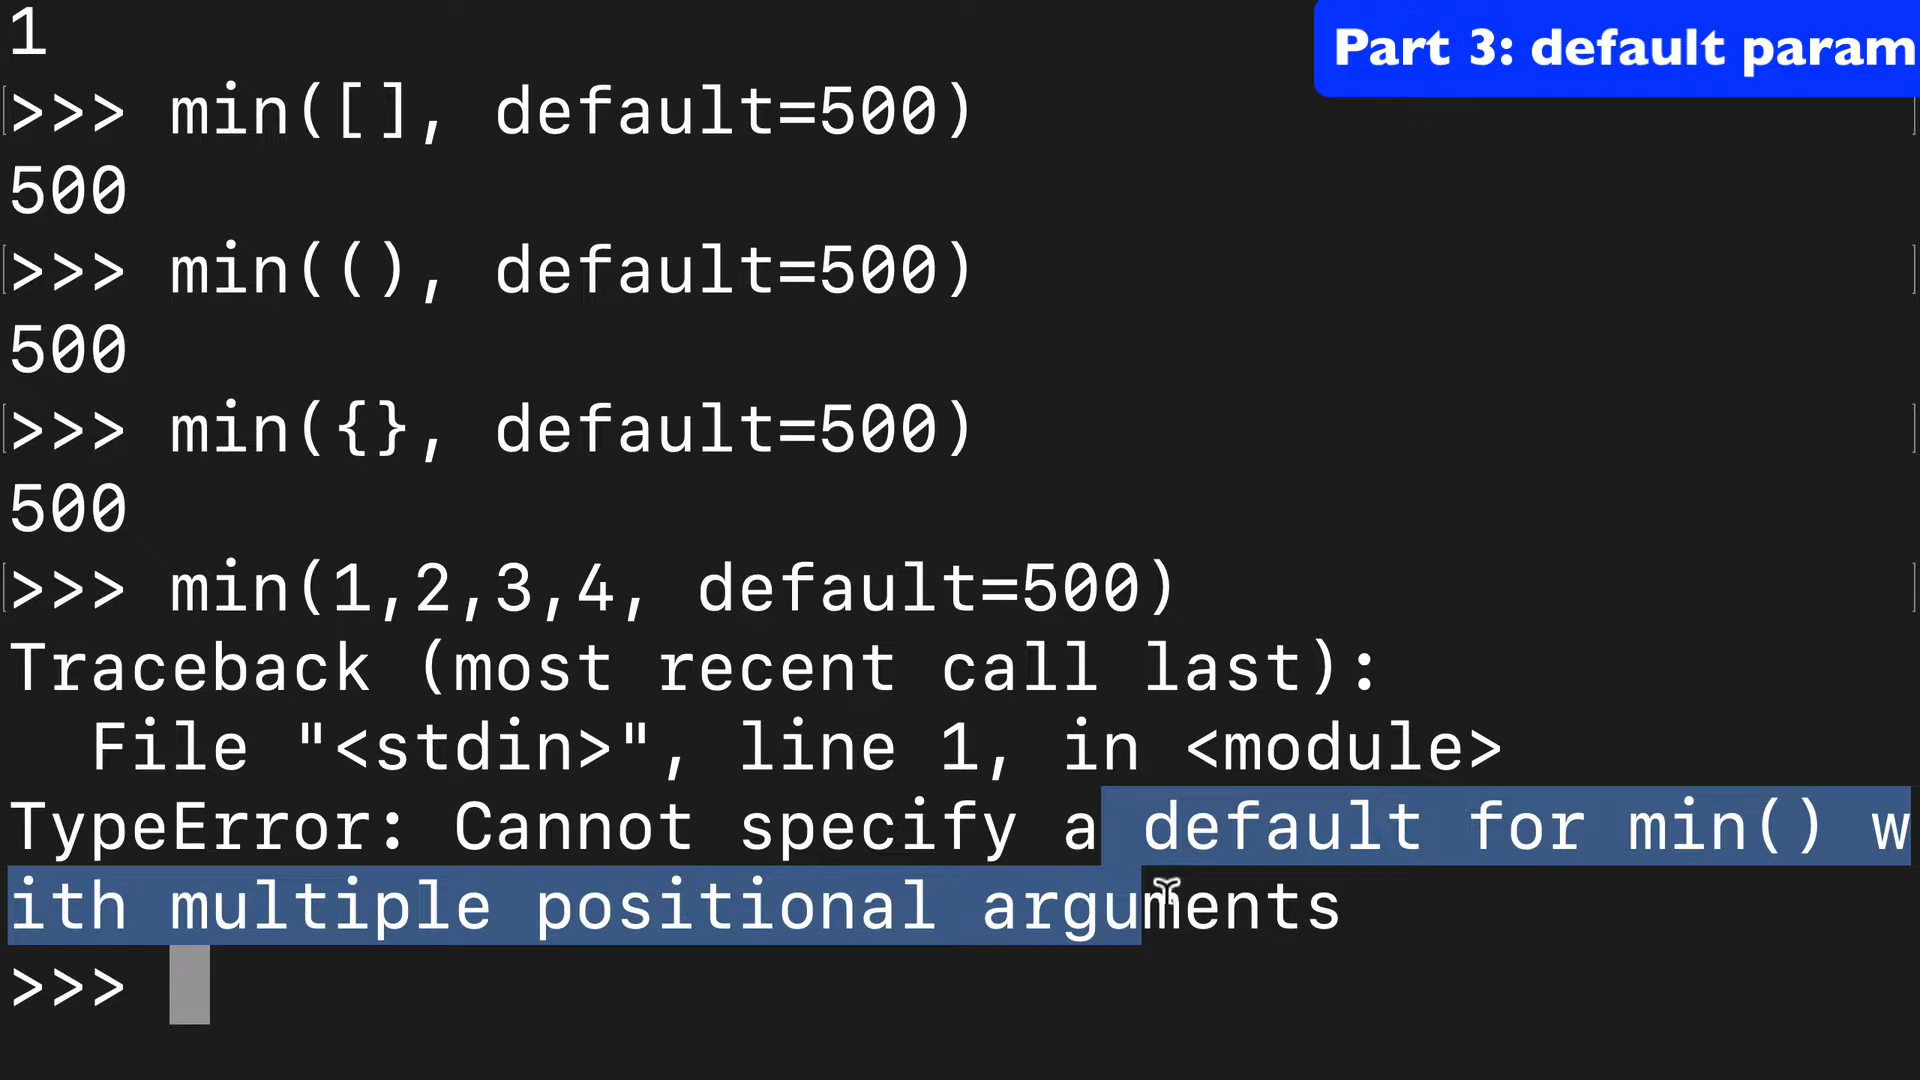 1
Part 3: default param
>>> min([], default=500)
500
>>> min((), default=500)
500
>>> min({}, default=500)
500
>>> min(1,2,3,4, default=500)
Traceback (most recent call last):
  File "<stdin>", line 1, in <module>
TypeError: Cannot specify a default for min() w
ith multiple positional arguments
>>>